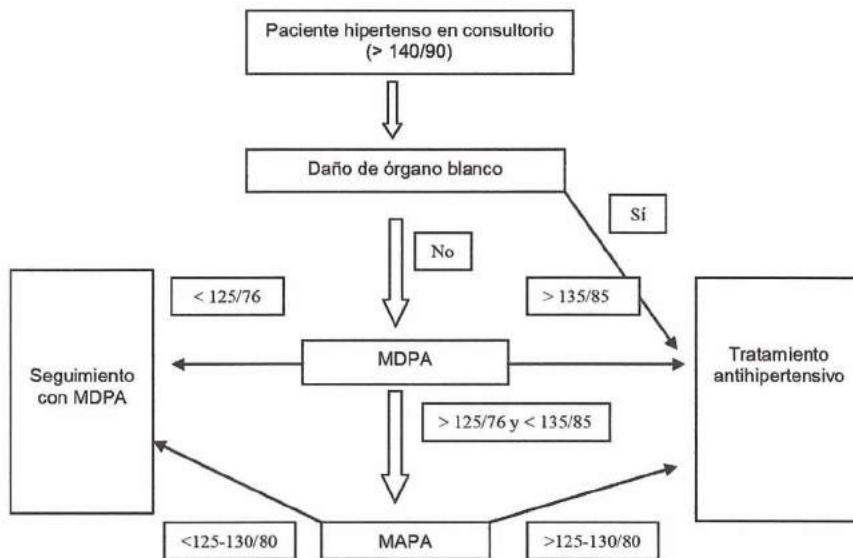 Paciente hipertenso en consultorio
(> 140/90)
Daño de órgano blanco
Sí
No
< 125/76
> 135/85
MDPA
Seguimiento
con MDPA
Tratamiento
antihipertensivo
> 125/76 y < 135/85
<125-130/80
MAPA
>125-130/80